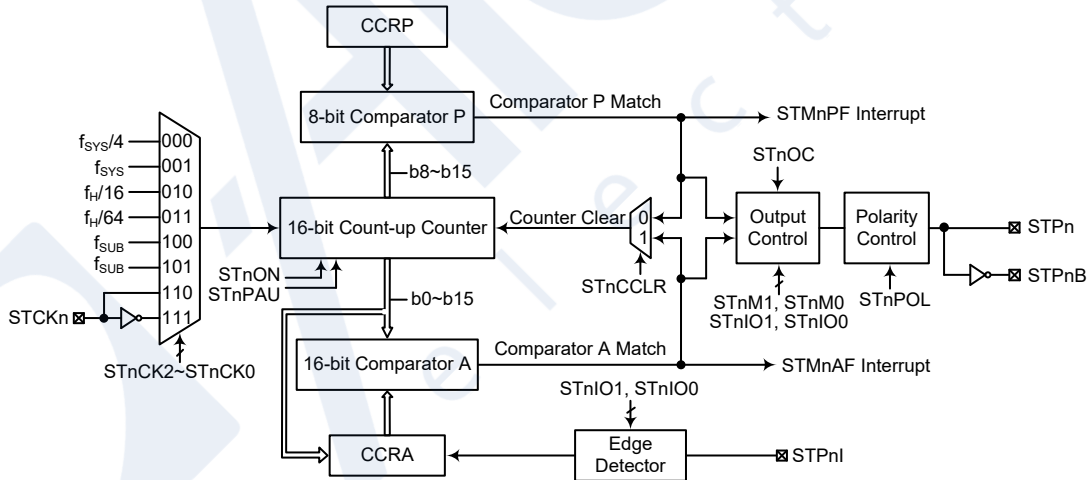 CCRP
8-bit Comparator P
Comparator P Match
STMnPF Interrupt
b8~b15
fSYS/4
fSYS
fH/16
fH/64
fSUB
fSUB
000
001
010
011
100
101
110
111
STCKn
STnCK2~STnCK0
16-bit Count-up Counter
STnON
STnPAU
Counter Clear
0
1
STnCCLR
STnOC
Output
Control
STnM1, STnM0
STnIO1, STnIO0
Polarity
Control
STnPOL
STPn
STPnB
b0~b15
16-bit Comparator A
Comparator A Match
STMnAF Interrupt
STnIO1, STnIO0
CCRA
Edge
Detector
STPnI